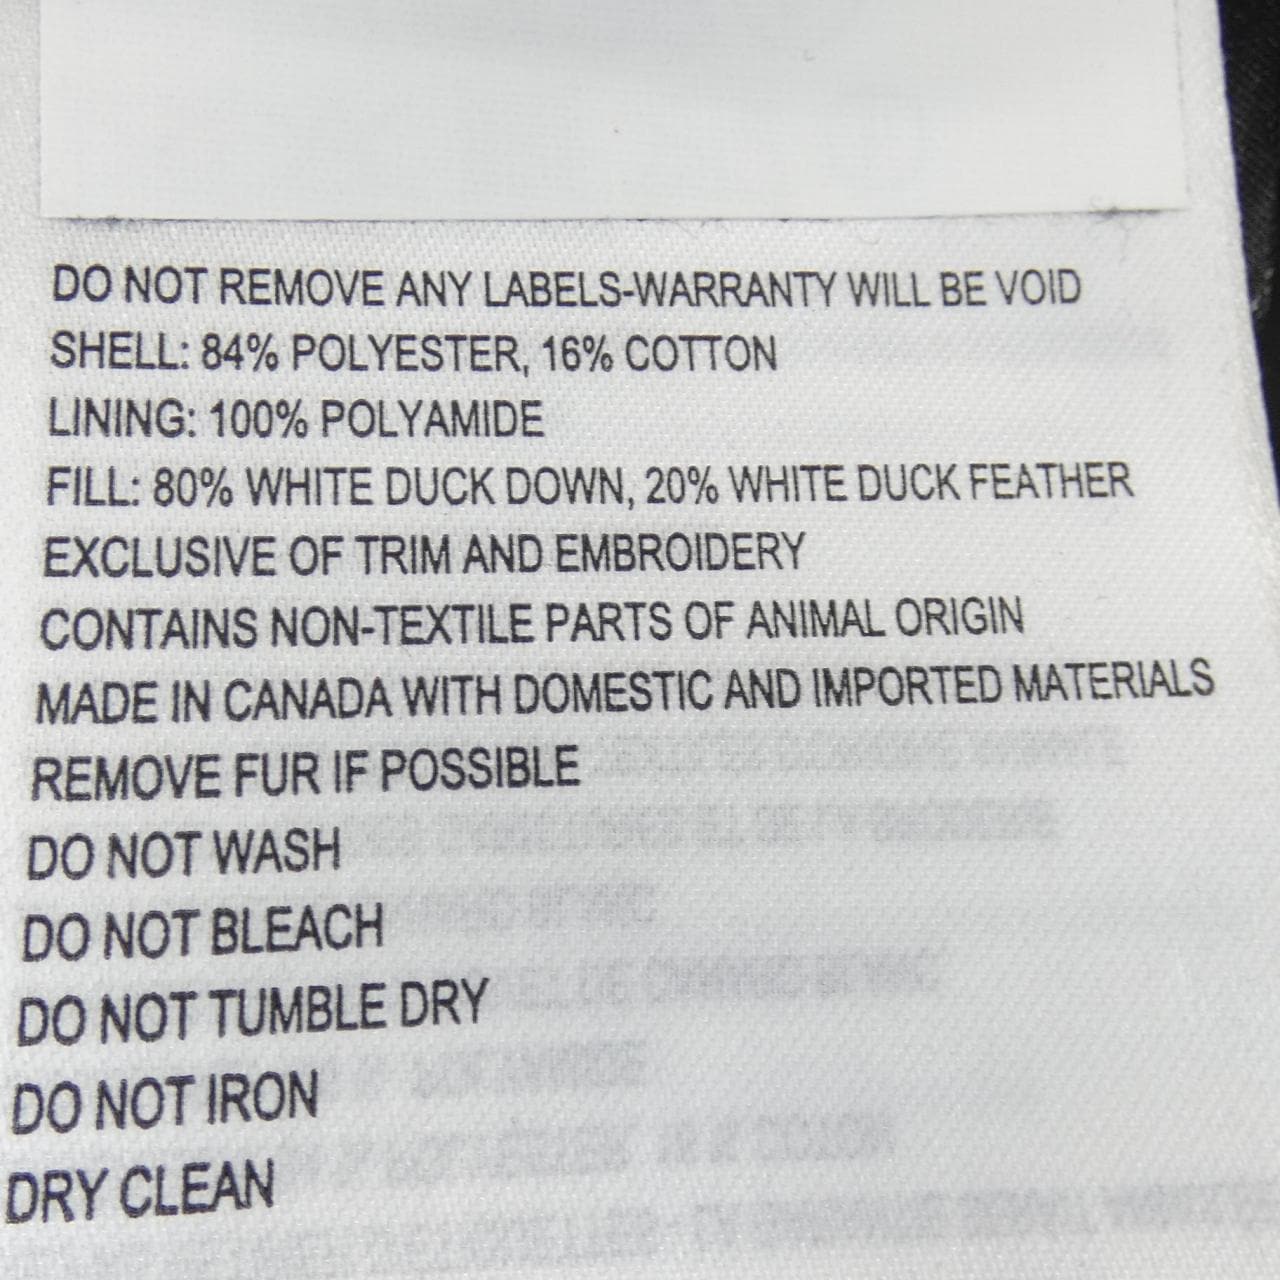 DO NOT REMOVE ANY LABELS-WARRANTY WILL BE VOID
SHELL: 84% POLYESTER, 16% COTTON
LINING: 100% POLYAMIDE
FILL: 80% WHITE DUCK DOWN, 20% WHITE DUCK FEATHER
EXCLUSIVE OF TRIM AND EMBROIDERY
CONTAINS NON-TEXTILE PARTS OF ANIMAL ORIGIN
MADE IN CANADA WITH DOMESTIC AND IMPORTED MATERIALS
REMOVE FUR IF POSSIBLE
DO NOT WASH
DO NOT BLEACH
DO NOT TUMBLE DRY
DO NOT IRON
DRY CLEAN